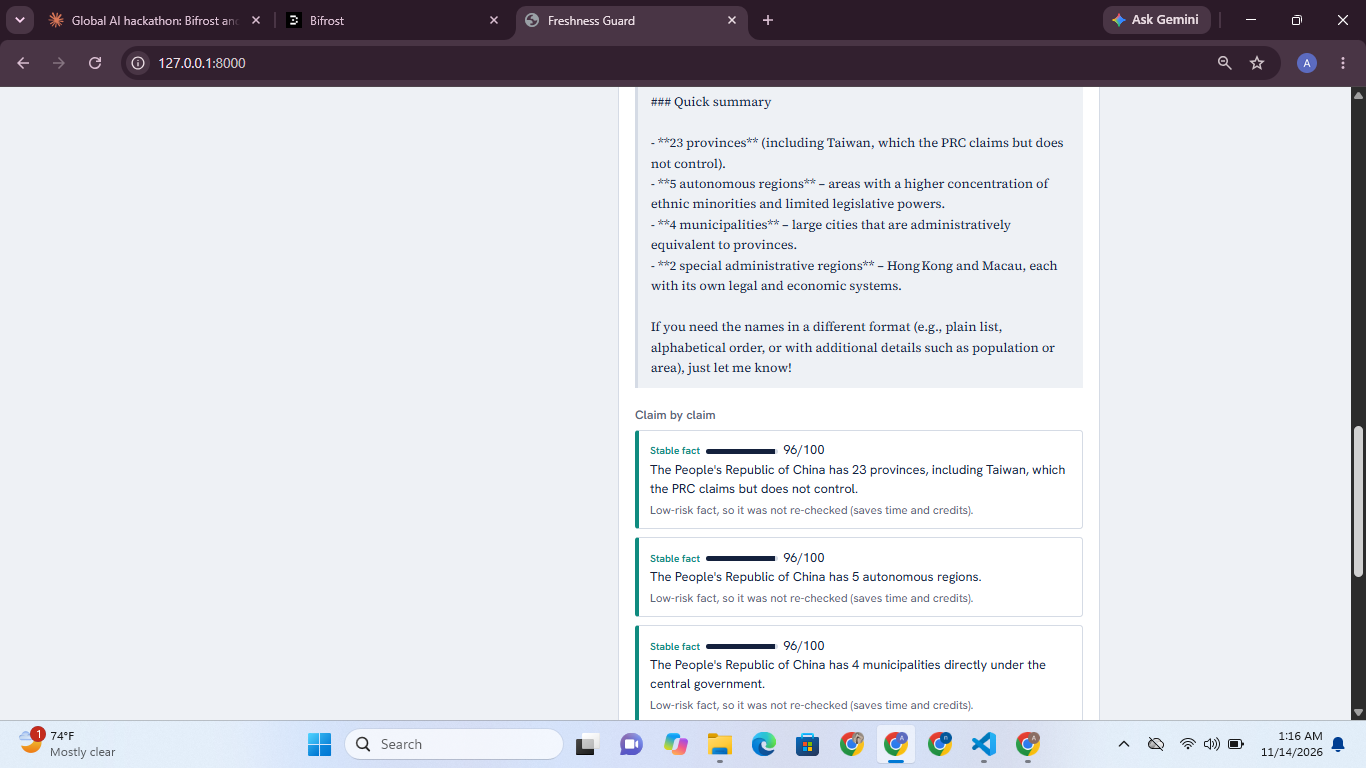 Global AI hackathon: Bifrost an
Bifrost
Freshness Guard
Ask Gemini
127.0.0.1:8000
A
### Quick summary
- **23 provinces** (including Taiwan, which the PRC claims but does
not control).
- **5 autonomous regions** – areas with a higher concentration of
ethnic minorities and limited legislative powers.
- **4 municipalities** – large cities that are administratively
equivalent to provinces.
- **2 special administrative regions** – Hong Kong and Macau, each
with its own legal and economic systems.
If you need the names in a different format (e.g., plain list,
alphabetical order, or with additional details such as population or
area), just let me know!
Claim by claim
Stable fact 96/100
The People's Republic of China has 23 provinces, including Taiwan, which
the PRC claims but does not control.
Low-risk fact, so it was not re-checked (saves time and credits).
Stable fact 96/100
The People's Republic of China has 5 autonomous regions.
Low-risk fact, so it was not re-checked (saves time and credits).
Stable fact 96/100
The People's Republic of China has 4 municipalities directly under the
central government.
Low-risk fact, so it was not re-checked (saves time and credits).
1
74°F
Mostly clear
Search
1:16 AM
11/14/2026